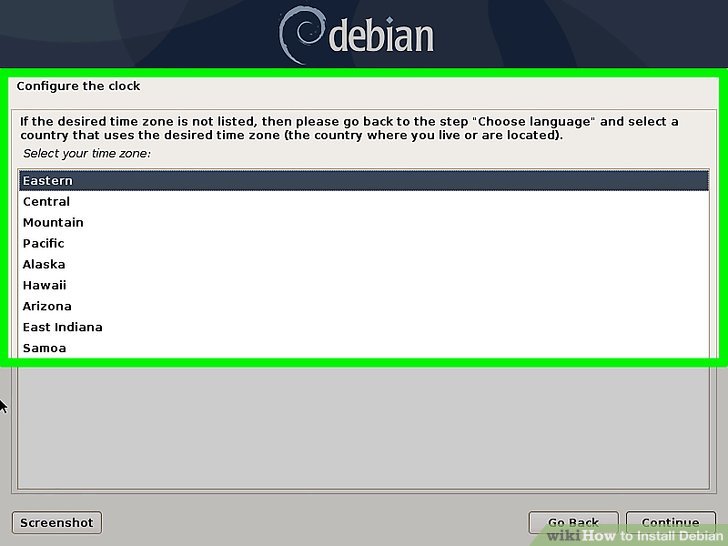 debian
Configure the clock
If the desired time zone is not listed, then please go back to the step "Choose language" and select a
country that uses the desired time zone (the country where you live or are located).
Select your time zone:
Eastern
Central
Mountain
Pacific
Alaska
Hawaii
Arizona
East Indiana
Samoa
Screenshot
Go Back
Continue
wikiHow to Install Debian